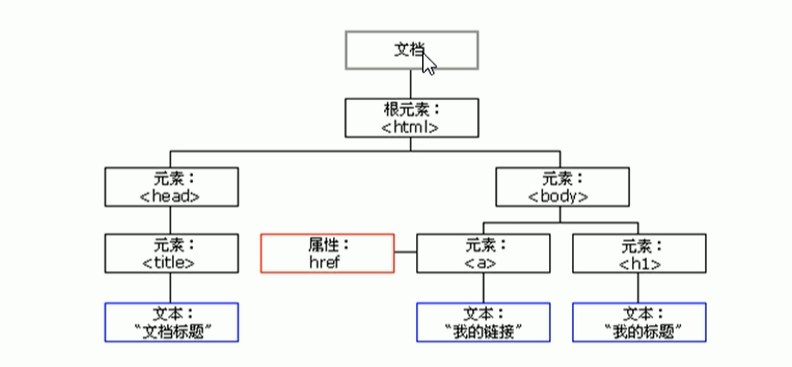 文档
根元素：
<html>
元素：
<head>
元素：
<body>
元素：
<title>
属性：
href
元素：
<a>
元素：
<h1>
文本：
“文档标题”
文本：
“我的链接”
文本：
“我的标题”